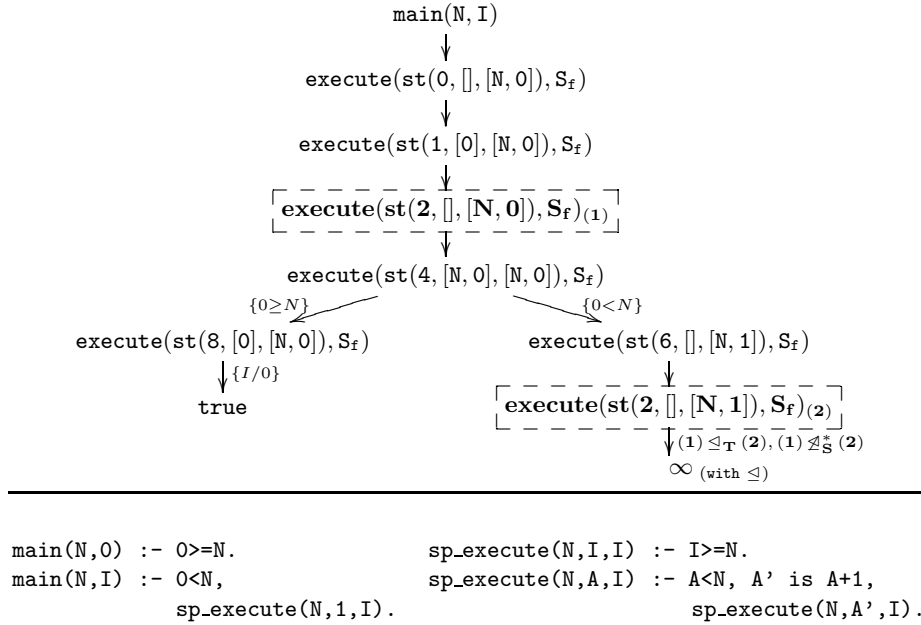 main(N, I)
execute(st(0, [], [N, 0]), S_f)
execute(st(1, [0], [N, 0]), S_f)
execute(st(2, [], [N, 0]), S_f)_(1)
execute(st(4, [N, 0], [N, 0]), S_f)
{0≥N} {0<N}
execute(st(8, [0], [N, 0]), S_f) execute(st(6, [], [N, 1]), S_f)
{I/0}
true execute(st(2, [], [N, 1]), S_f)_(2)
(1) ⊴_T (2), (1) ⋬*_S (2)
∞ (with ⊴)
main(N,0) :- 0>=N. sp_execute(N,I,I) :- I>=N.
main(N,I) :- 0<N, sp_execute(N,A,I) :- A<N, A' is A+1,
sp_execute(N,1,I). sp_execute(N,A',I).